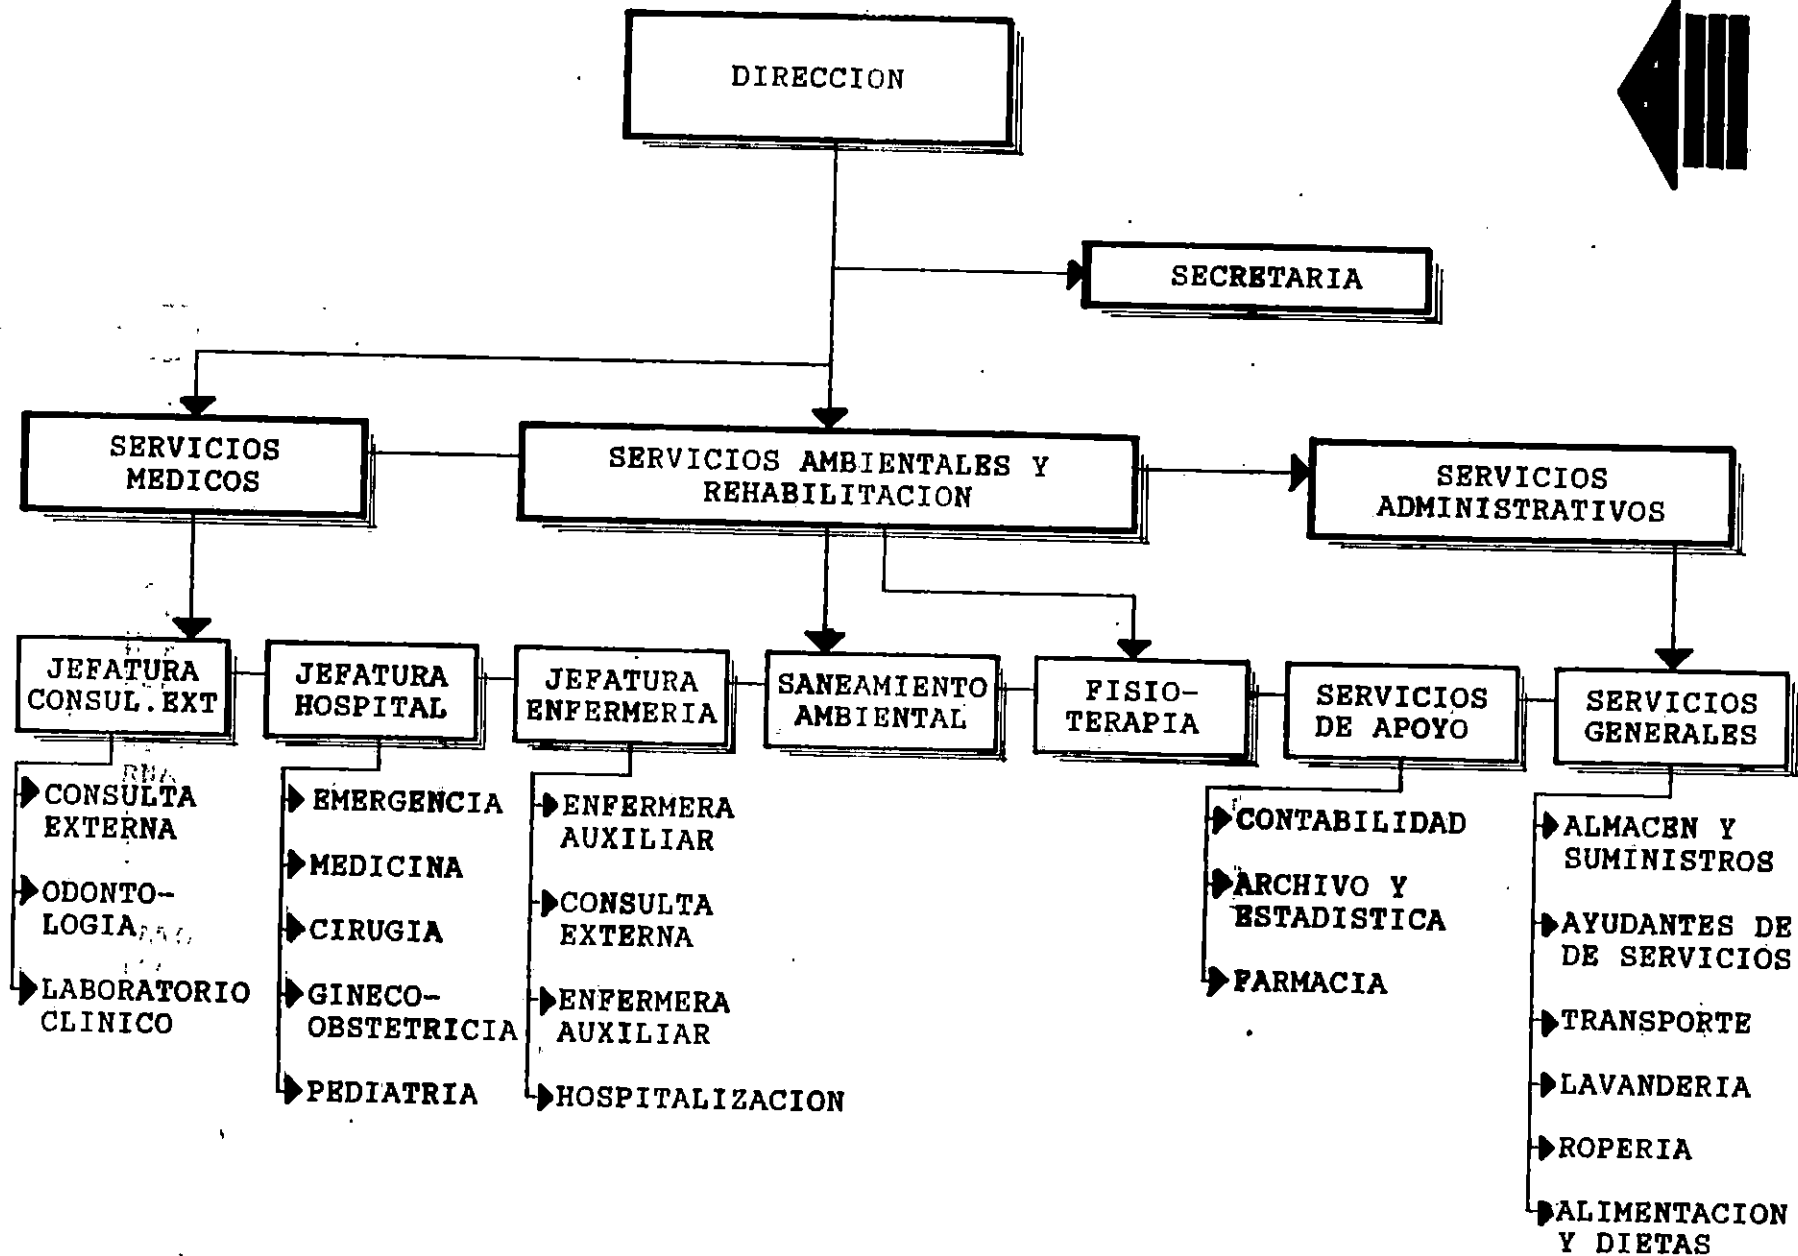 DIRECCION
SECRETARIA
SERVICIOS
MEDICOS
SERVICIOS AMBIENTALES Y
REHABILITACION
SERVICIOS
ADMINISTRATIVOS
JEFATURA
CONSUL.EXT
JEFATURA
HOSPITAL
JEFATURA
ENFERMERIA
SANEAMIENTO
AMBIENTAL
FISIO-
TERAPIA
SERVICIOS
DE APOYO
SERVICIOS
GENERALES
CONSULTA
EXTERNA
ODONTO-
LOGIA
LABORATORIO
CLINICO
EMERGENCIA
MEDICINA
CIRUGIA
GINECO-
OBSTETRICIA
PEDIATRIA
ENFERMERA
AUXILIAR
CONSULTA
EXTERNA
ENFERMERA
AUXILIAR
HOSPITALIZACION
CONTABILIDAD
ARCHIVO Y
ESTADISTICA
FARMACIA
ALMACEN Y
SUMINISTROS
AYUDANTES DE
DE SERVICIOS
TRANSPORTE
LAVANDERIA
ROPERIA
ALIMENTACION
Y DIETAS